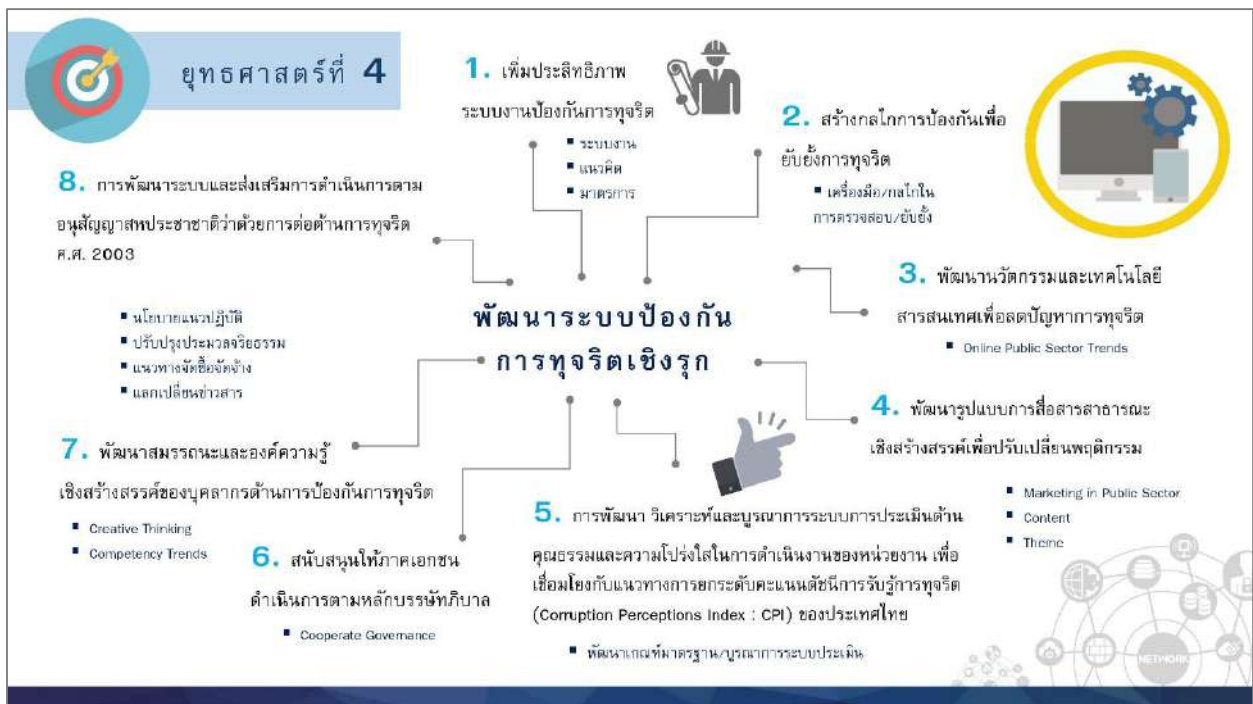 ยุทธศาสตร์ที่ 4
1. เพิ่มประสิทธิภาพ
ระบบงานป้องกันการทุจริต
▪ ระบบงาน
▪ แนวคิด
▪ มาตรการ
2. สร้างกลไกการป้องกันเพื่อ
ยับยั้งการทุจริต
▪ เครื่องมือ/กลไกใน
การตรวจสอบ/ยับยั้ง
3. พัฒนานวัตกรรมและเทคโนโลยี
สารสนเทศเพื่อลดปัญหาการทุจริต
▪ Online Public Sector Trends
พัฒนาระบบป้องกัน
การทุจริตเชิงรุก
4. พัฒนารูปแบบการสื่อสารสาธารณะ
เชิงสร้างสรรค์เพื่อปรับเปลี่ยนพฤติกรรม
▪ Marketing in Public Sector
▪ Content
▪ Theme
5. การพัฒนา วิเคราะห์และบูรณาการระบบการประเมินด้าน
คุณธรรมและความโปร่งใสในการดำเนินงานของหน่วยงาน เพื่อ
เชื่อมโยงกับแนวทางการยกระดับคะแนนดัชนีการรับรู้การทุจริต
(Corruption Perceptions Index : CPI) ของประเทศไทย
▪ พัฒนาเกณฑ์มาตรฐาน/บูรณาการระบบประเมิน
6. สนับสนุนให้ภาคเอกชน
ดำเนินการตามหลักบรรษัทภิบาล
▪ Cooperate Governance
7. พัฒนาสมรรถนะและองค์ความรู้
เชิงสร้างสรรค์ของบุคลากรด้านการป้องกันการทุจริต
▪ Creative Thinking
▪ Competency Trends
8. การพัฒนาระบบและส่งเสริมการดำเนินการตาม
อนุสัญญาสหประชาชาติว่าด้วยการต่อต้านการทุจริต
ค.ศ. 2003
▪ นโยบายแนวปฏิบัติ
▪ ปรับปรุงประมวลจริยธรรม
▪ แนวทางจัดซื้อจัดจ้าง
▪ แลกเปลี่ยนข่าวสาร
NETWORK